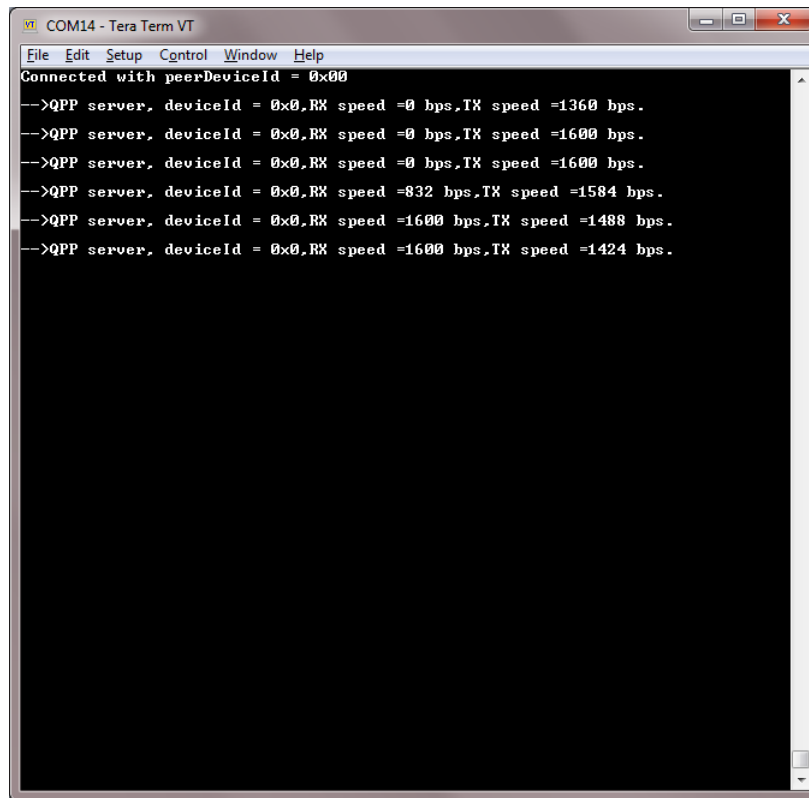 COM14 - Tera Term VT
File Edit Setup Control Window Help
Connected with peerDeviceId = 0x00
-->QPP server, deviceId = 0x0,RX speed =0 bps,TX speed =1360 bps.
-->QPP server, deviceId = 0x0,RX speed =0 bps,TX speed =1600 bps.
-->QPP server, deviceId = 0x0,RX speed =0 bps,TX speed =1600 bps.
-->QPP server, deviceId = 0x0,RX speed =832 bps,TX speed =1584 bps.
-->QPP server, deviceId = 0x0,RX speed =1600 bps,TX speed =1488 bps.
-->QPP server, deviceId = 0x0,RX speed =1600 bps,TX speed =1424 bps.